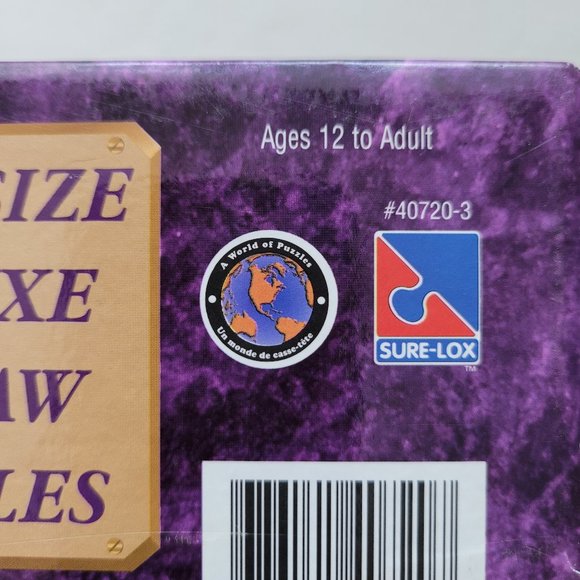 Ages 12 to Adult
#40720-3
SIZE
XE
AW
LES
A World of Puzzles
Un monde de casse-tête
SURE-LOX
TM